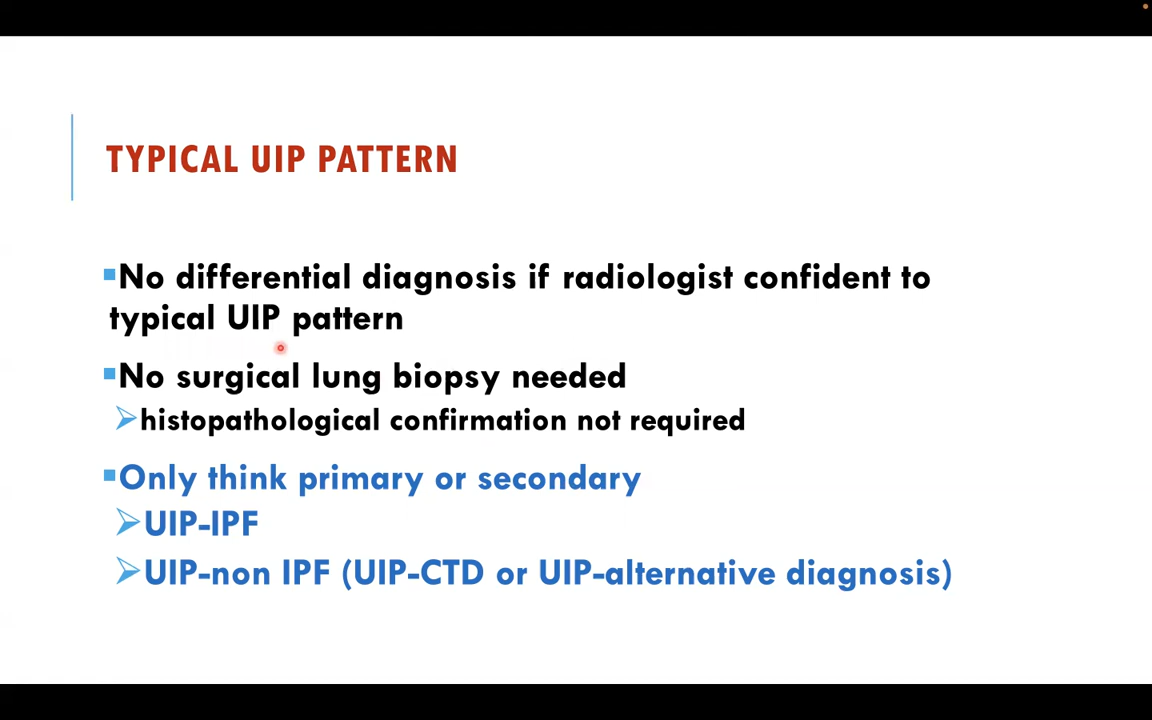 TYPICAL UIP PATTERN
No differential diagnosis if radiologist confident to
typical UIP pattern
No surgical lung biopsy needed
histopathological confirmation not required
Only think primary or secondary
UIP-IPF
UIP-non IPF (UIP-CTD or UIP-alternative diagnosis)